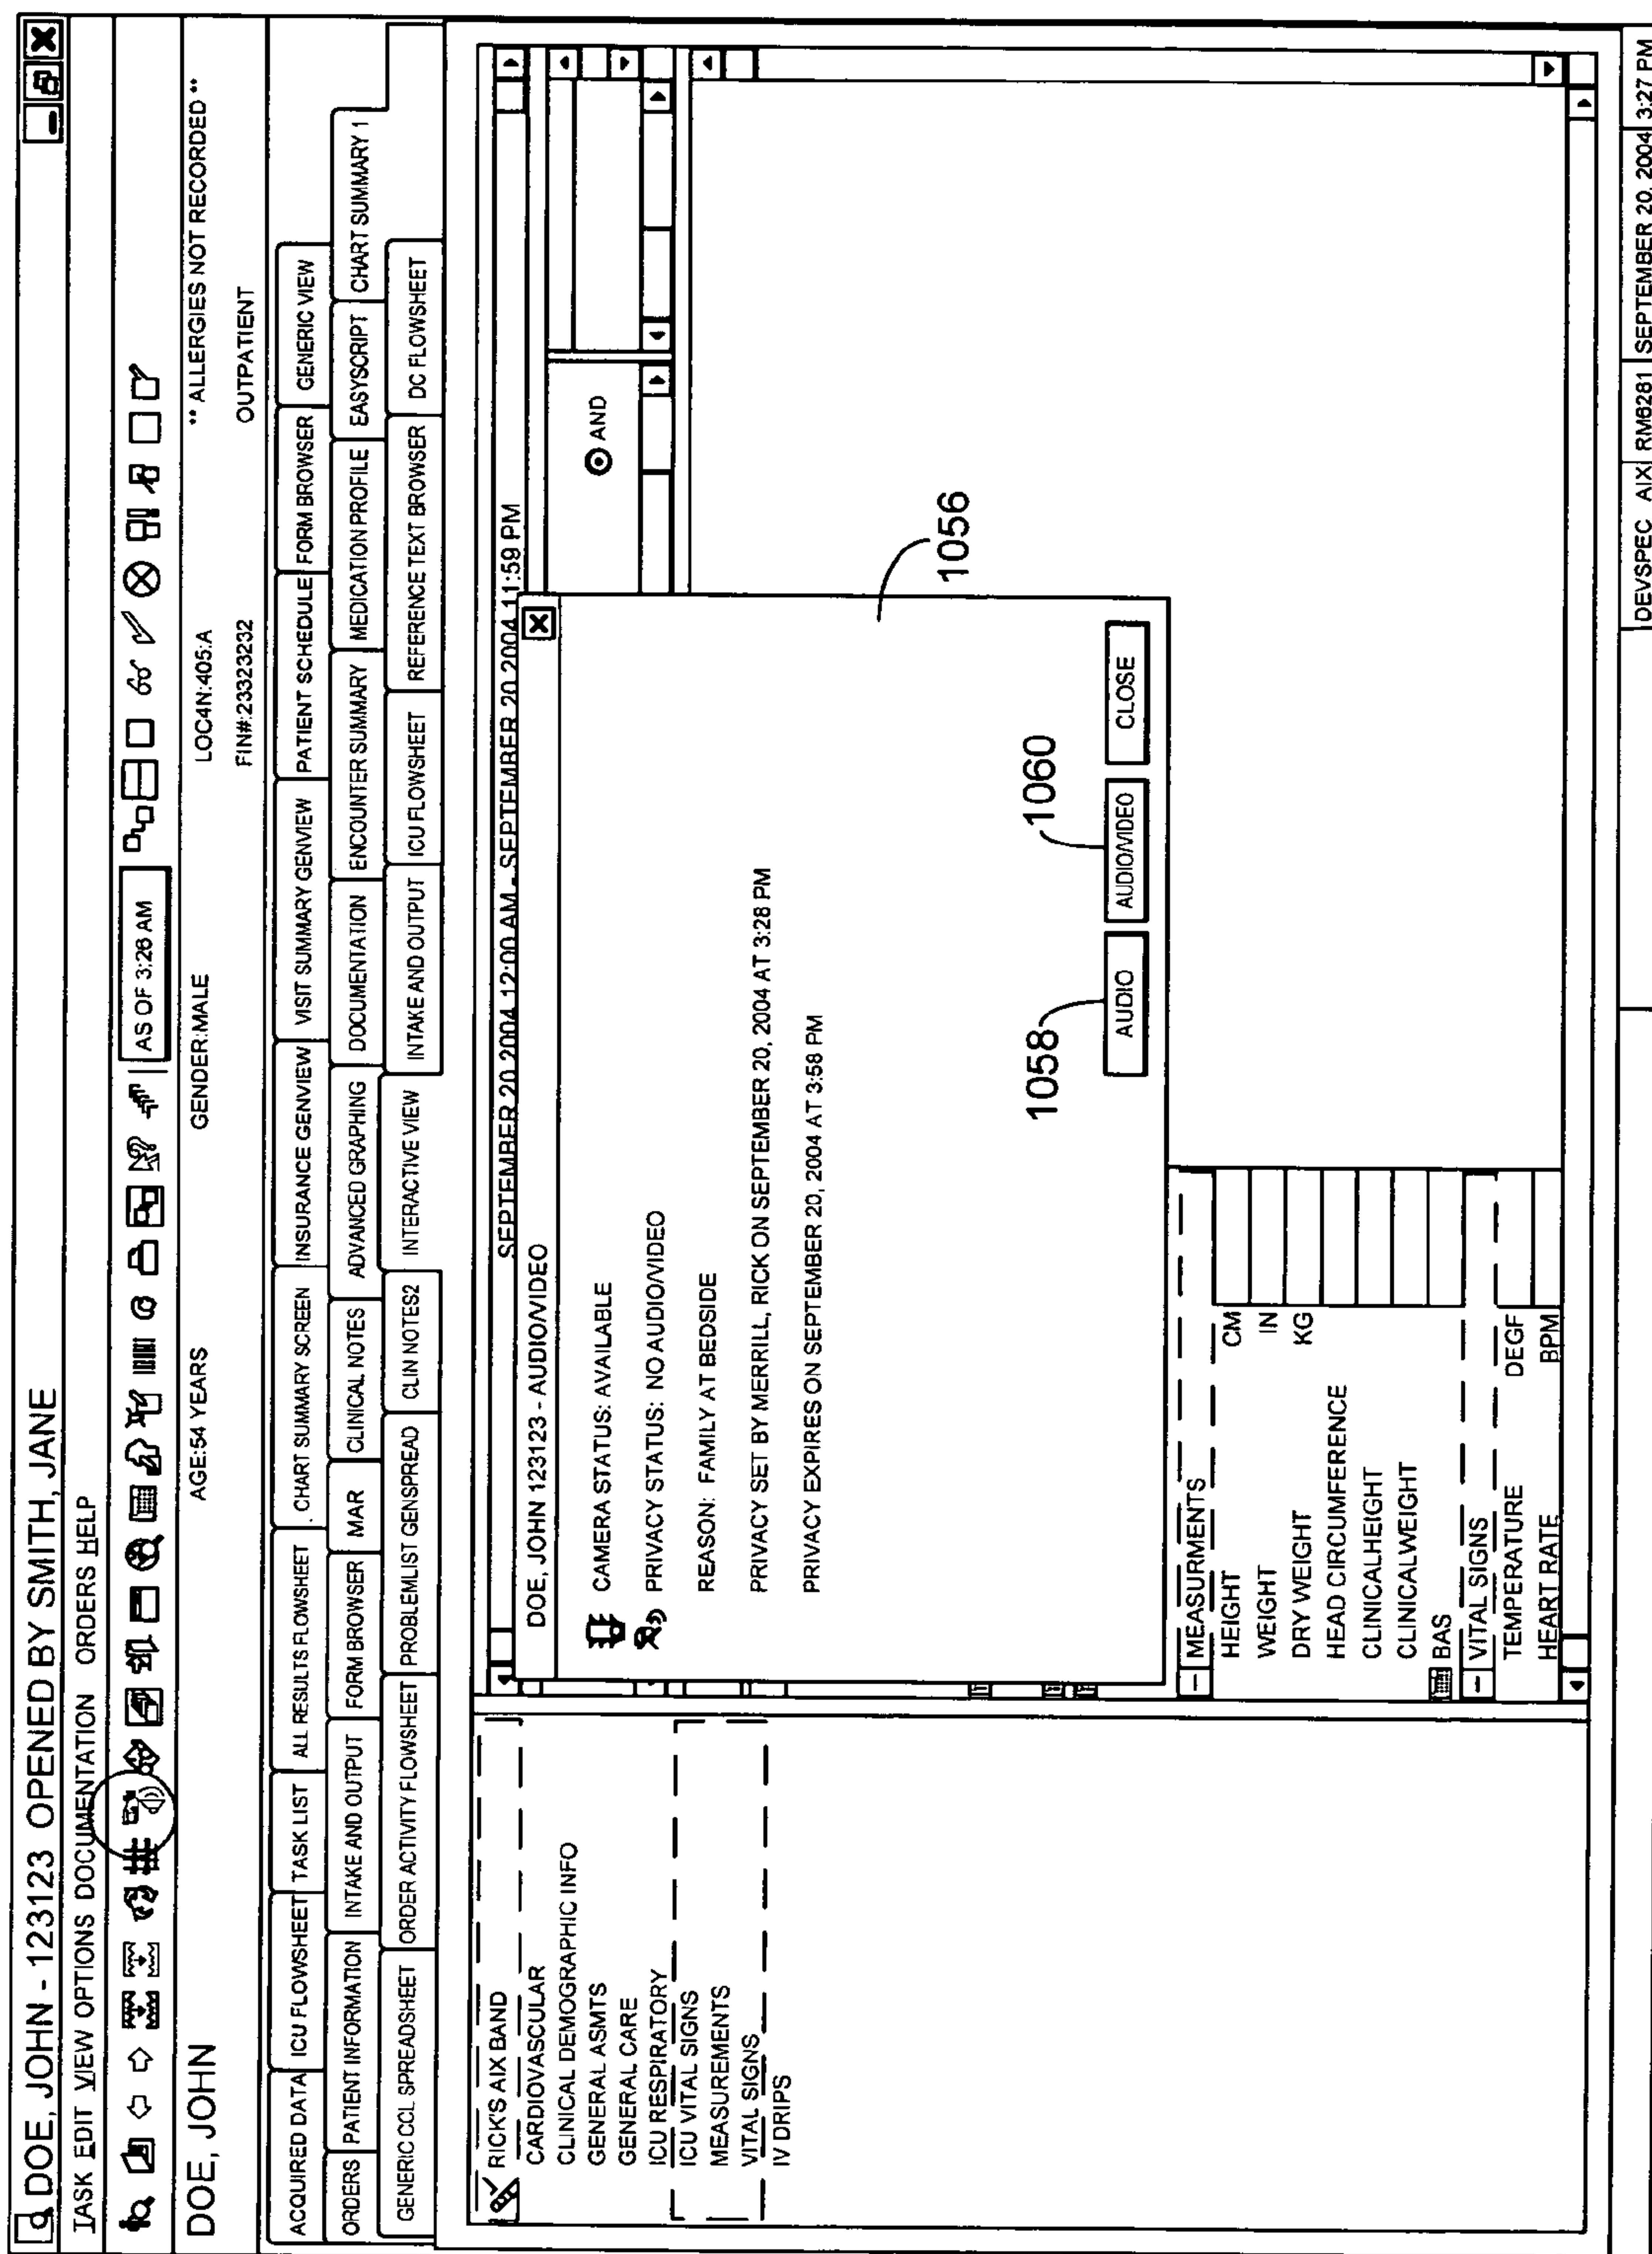 DOE, JOHN - 123123 OPENED BY SMITH, JANE
TASK EDIT VIEW OPTIONS DOCUMENTATION ORDERS HELP
AS OF 3:26 AM
DOE, JOHN AGE:54 YEARS GENDER:MALE LOC4N:405:A ** ALLERGIES NOT RECORDED **
FIN#:23323232 OUTPATIENT
ACQUIRED DATA ICU FLOWSHEET TASK LIST ALL RESULTS FLOWSHEET CHART SUMMARY SCREEN INSURANCE GENVIEW VISIT SUMMARY GENVIEW PATIENT SCHEDULE FORM BROWSER GENERIC VIEW
ORDERS PATIENT INFORMATION INTAKE AND OUTPUT FORM BROWSER MAR CLINICAL NOTES ADVANCED GRAPHING DOCUMENTATION ENCOUNTER SUMMARY MEDICATION PROFILE EASYSCRIPT CHART SUMMARY 1
GENERIC CCL SPREADSHEET ORDER ACTIVITY FLOWSHEET PROBLEMLIST GENSPREAD CLIN NOTES2 INTERACTIVE VIEW INTAKE AND OUTPUT ICU FLOWSHEET REFERENCE TEXT BROWSER DC FLOWSHEET
RICK'S AIX BAND
CARDIOVASCULAR
CLINICAL DEMOGRAPHIC INFO
GENERAL ASMTS
GENERAL CARE
ICU RESPIRATORY
ICU VITAL SIGNS
MEASUREMENTS
VITAL SIGNS
IV DRIPS
SEPTEMBER 20 2004 12:00 AM - SEPTEMBER 20 2004 11:59 PM
AND
DOE, JOHN 123123 - AUDIO/VIDEO
CAMERA STATUS: AVAILABLE
PRIVACY STATUS: NO AUDIO/VIDEO
REASON: FAMILY AT BEDSIDE
PRIVACY SET BY MERRILL, RICK ON SEPTEMBER 20, 2004 AT 3:28 PM
PRIVACY EXPIRES ON SEPTEMBER 20, 2004 AT 3:58 PM
1056
1058
1060
AUDIO AUDIO/VIDEO CLOSE
MEASURMENTS
HEIGHT CM
WEIGHT IN
DRY WEIGHT KG
HEAD CIRCUMFERENCE
CLINICALHEIGHT
CLINICALWEIGHT
BAS
VITAL SIGNS
TEMPERATURE DEGF
HEART RATE BPM
DEVSPEC AIX RM6281 SEPTEMBER 20, 2004 3:27 PM